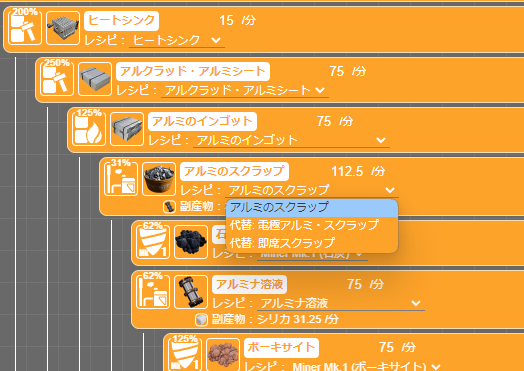 200%
ヒートシンク 15 /分
レシピ： ヒートシンク
250%
アルクラッド・アルミシート 75 /分
レシピ： アルクラッド・アルミシート
125%
アルミのインゴット 75 /分
レシピ： アルミのインゴット
31%
アルミのスクラップ 112.5 /分
レシピ： アルミのスクラップ
副産物：
アルミのスクラップ
代替: 電極アルミ・スクラップ
代替: 即席スクラップ
62%
1
石
レシピ： Miner Mk.1 (石炭)
62%
アルミナ溶液 75 /分
レシピ： アルミナ溶液
副産物： シリカ 31.25 /分
125%
1
ボーキサイト 75 /分
レシピ： Miner Mk.1 (ボーキサイト)